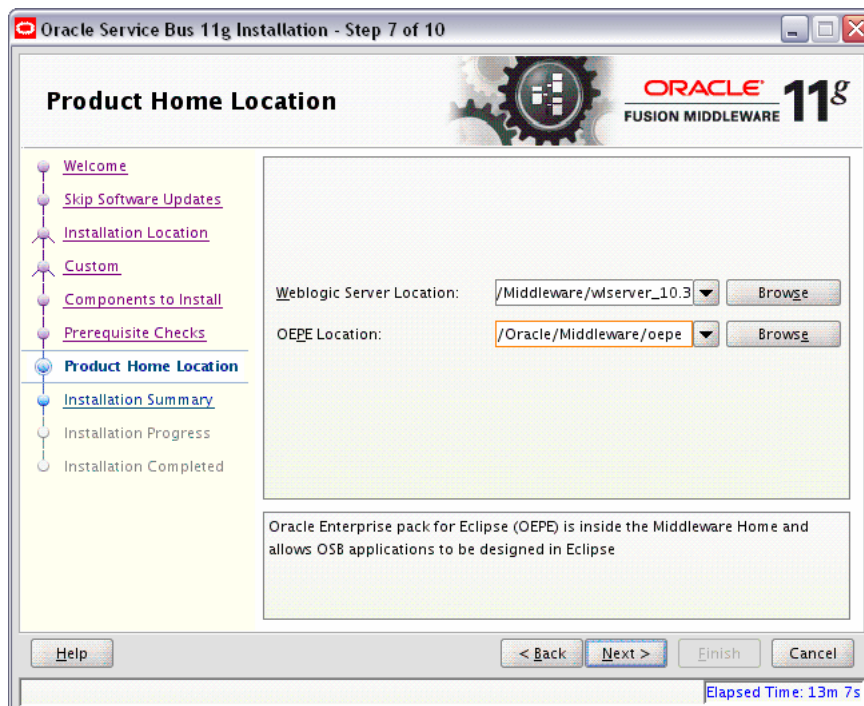 Oracle Service Bus 11g Installation - Step 7 of 10
Product Home Location
ORACLE
FUSION MIDDLEWARE 11g
Welcome
Skip Software Updates
Installation Location
Custom
Components to Install
Prerequisite Checks
Product Home Location
Installation Summary
Installation Progress
Installation Completed
Weblogic Server Location: /Middleware/wlserver_10.3 Browse
OEPE Location: /Oracle/Middleware/oepe Browse
Oracle Enterprise pack for Eclipse (OEPE) is inside the Middleware Home and
allows OSB applications to be designed in Eclipse
Help < Back Next > Finish Cancel
Elapsed Time: 13m 7s